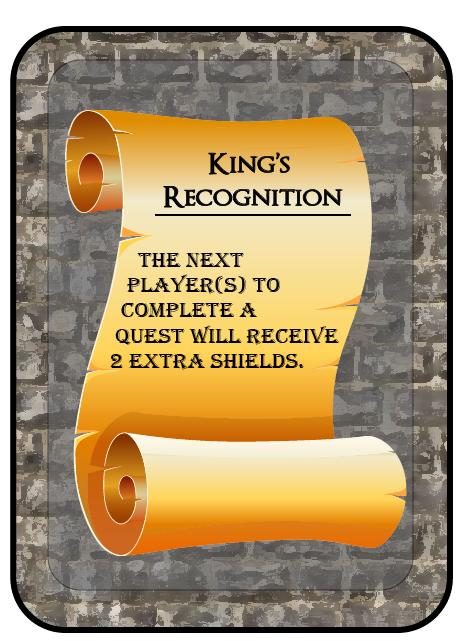 King's
Recognition
The next
player(s) to
complete a
quest will receive
2 extra shields.